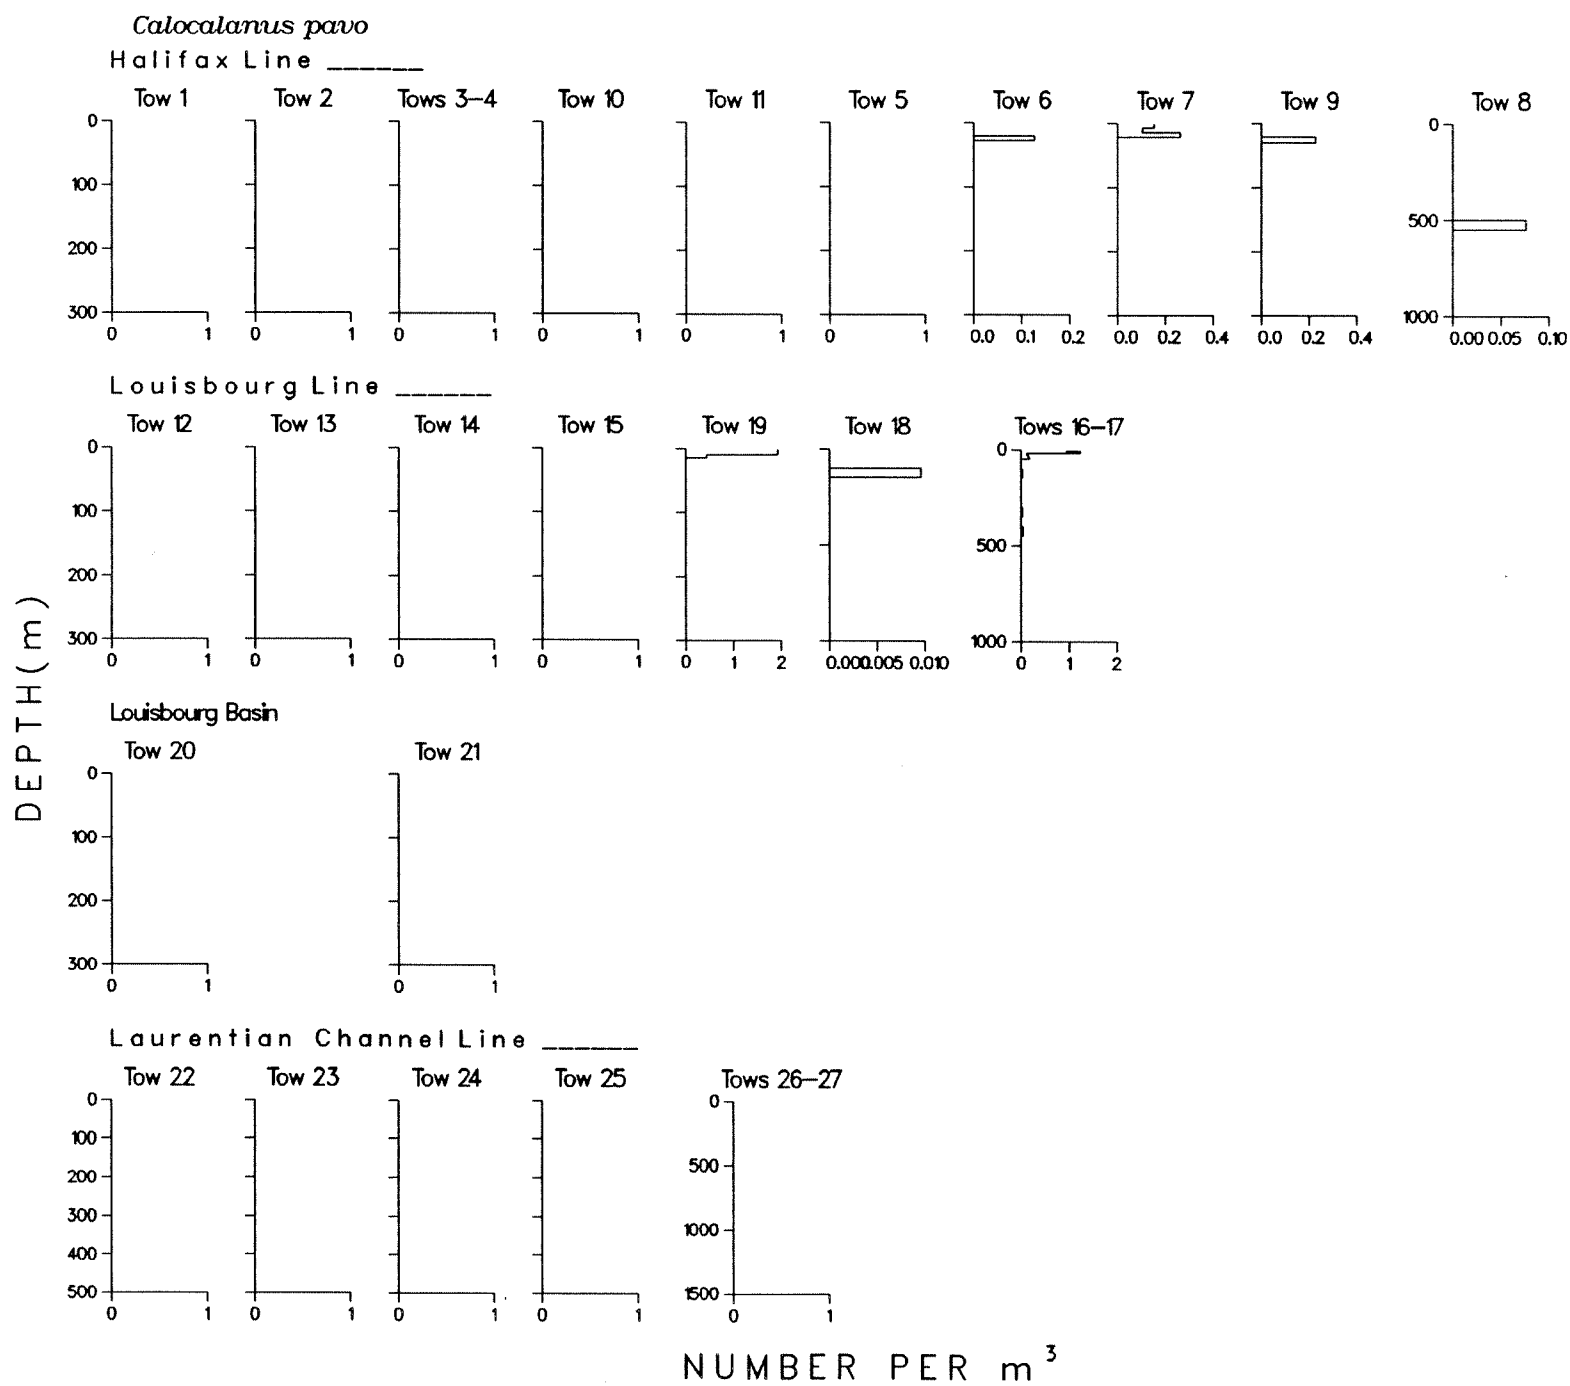 Calocalanus pavo
Halifax Line ______
Tow 1 Tow 2 Tows 3–4 Tow 10 Tow 11 Tow 5 Tow 6 Tow 7 Tow 9 Tow 8
0 0
100
200 500
300 1000
0 1 0 1 0 1 0 1 0 1 0 1 0.0 0.1 0.2 0.0 0.2 0.4 0.0 0.2 0.4 0.00 0.05 0.10
Louisbourg Line ______
Tow 12 Tow 13 Tow 14 Tow 15 Tow 19 Tow 18 Tows 16–17
0 0
100
200 500
300 1000
0 1 0 1 0 1 0 1 0 1 2 0.000 0.005 0.010 0 1 2
Louisbourg Basin
Tow 20 Tow 21
0
100
200
300
0 1 0 1
Laurentian Channel Line ______
Tow 22 Tow 23 Tow 24 Tow 25 Tows 26–27
0 0
100
200 500
300
400 1000
500 1500
0 1 0 1 0 1 0 1 0 1
DEPTH(m)
NUMBER PER m³